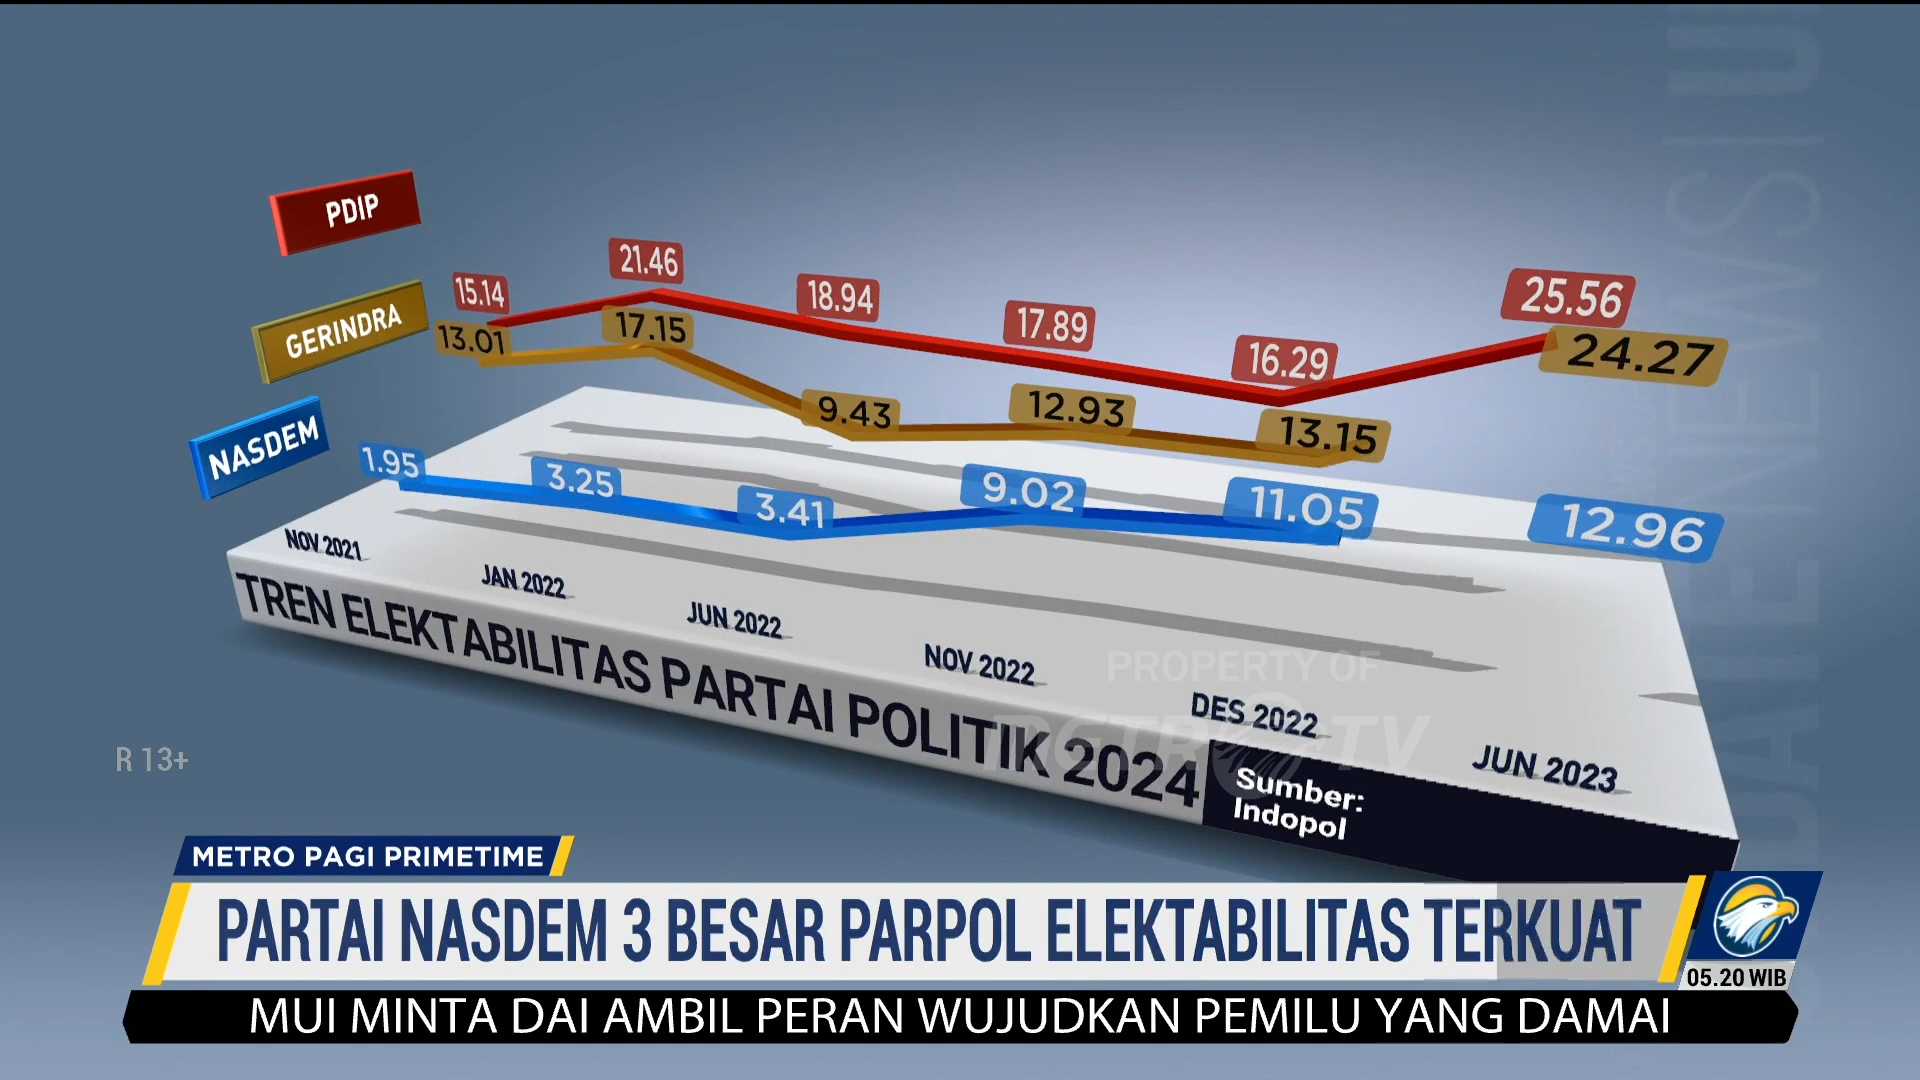 PDIP
GERINDRA
NASDEM
15.14
21.46
18.94
17.89
16.29
25.56
13.01
17.15
9.43
12.93
13.15
24.27
1.95
3.25
3.41
9.02
11.05
12.96
NOV 2021
JAN 2022
JUN 2022
NOV 2022
DES 2022
JUN 2023
TREN ELEKTABILITAS PARTAI POLITIK 2024
Sumber:
Indopol
PROPERTY OF
METRO TV
R 13+
METRO PAGI PRIMETIME
PARTAI NASDEM 3 BESAR PARPOL ELEKTABILITAS TERKUAT
05.20 WIB
MUI MINTA DAI AMBIL PERAN WUJUDKAN PEMILU YANG DAMAI